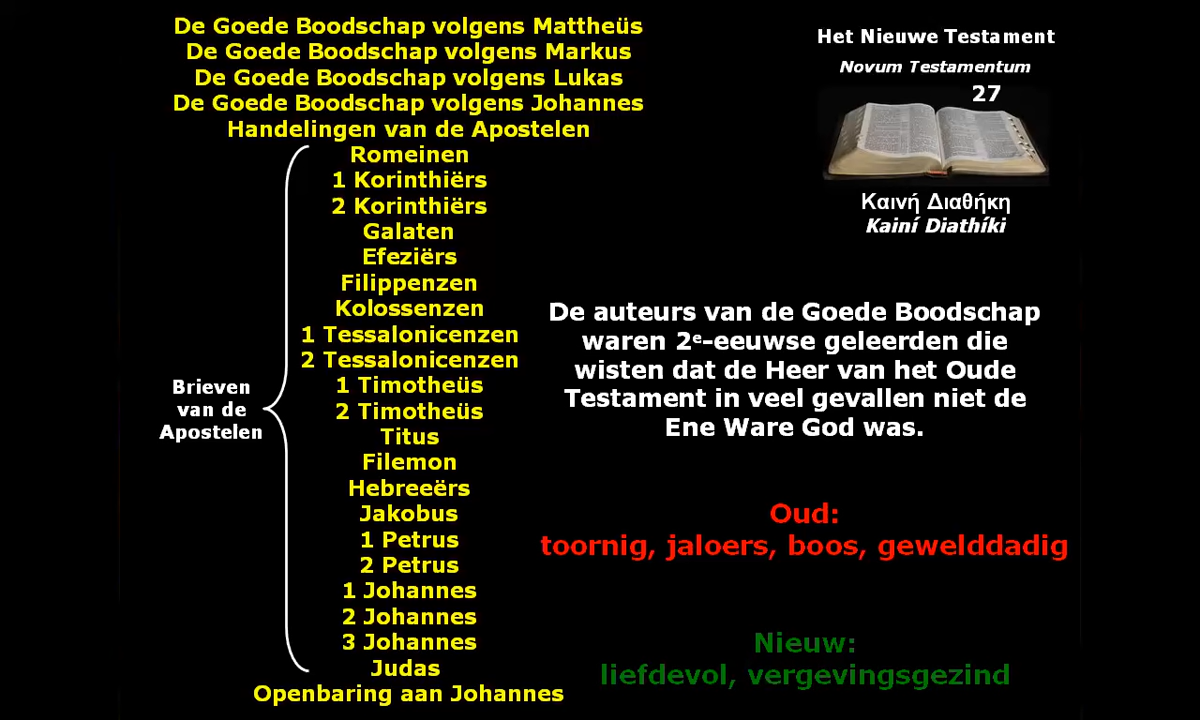 De Goede Boodschap volgens Mattheüs
De Goede Boodschap volgens Markus
De Goede Boodschap volgens Lukas
De Goede Boodschap volgens Johannes
Handelingen van de Apostelen
Romeinen
1 Korinthiërs
2 Korinthiërs
Galaten
Efeziërs
Filippenzen
Kolossenzen
1 Tessalonicenzen
2 Tessalonicenzen
1 Timotheüs
2 Timotheüs
Titus
Filemon
Hebreeërs
Jakobus
1 Petrus
2 Petrus
1 Johannes
2 Johannes
3 Johannes
Judas
Openbaring aan Johannes
Brieven
van de
Apostelen
Het Nieuwe Testament
Novum Testamentum
27
Καινή Διαθήκη
Kainí Diathíki
De auteurs van de Goede Boodschap
waren 2e-eeuwse geleerden die
wisten dat de Heer van het Oude
Testament in veel gevallen niet de
Ene Ware God was.
Oud:
toornig, jaloers, boos, gewelddadig
Nieuw:
liefdevol, vergevingsgezind